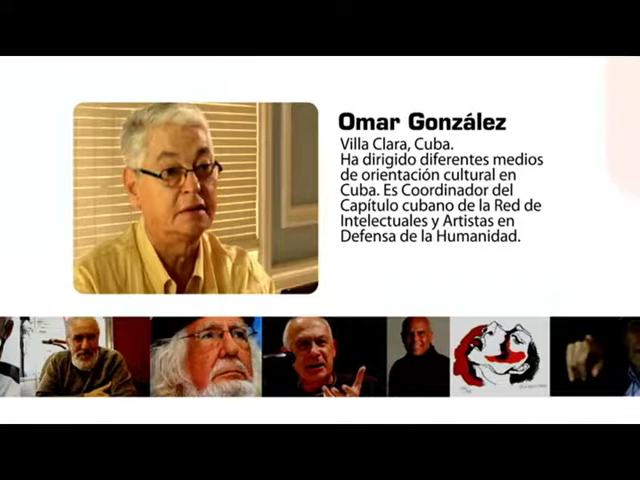 Omar González
Villa Clara, Cuba.
Ha dirigido diferentes medios
de orientación cultural en
Cuba. Es Coordinador del
Capítulo cubano de la Red de
Intelectuales y Artistas en
Defensa de la Humanidad.